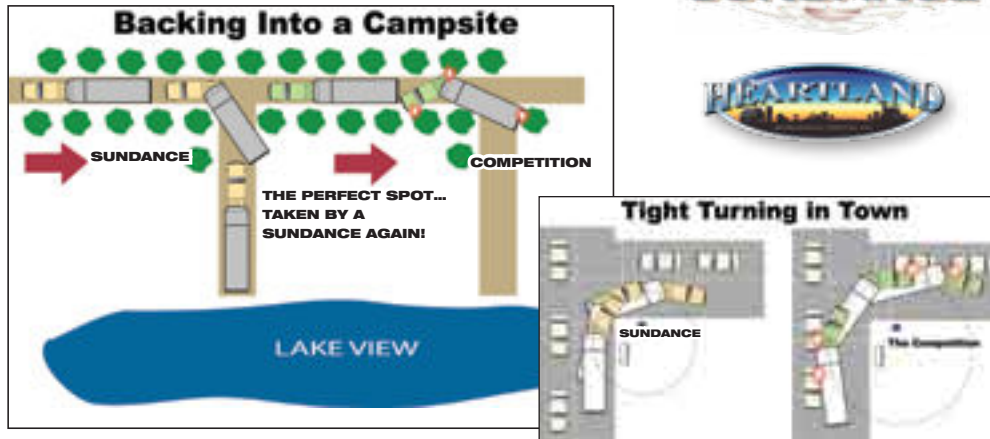 Backing Into a Campsite
HEARTLAND
SUNDANCE
COMPETITION
THE PERFECT SPOT...
TAKEN BY A
SUNDANCE AGAIN!
LAKE VIEW
Tight Turning in Town
SUNDANCE
The Competition